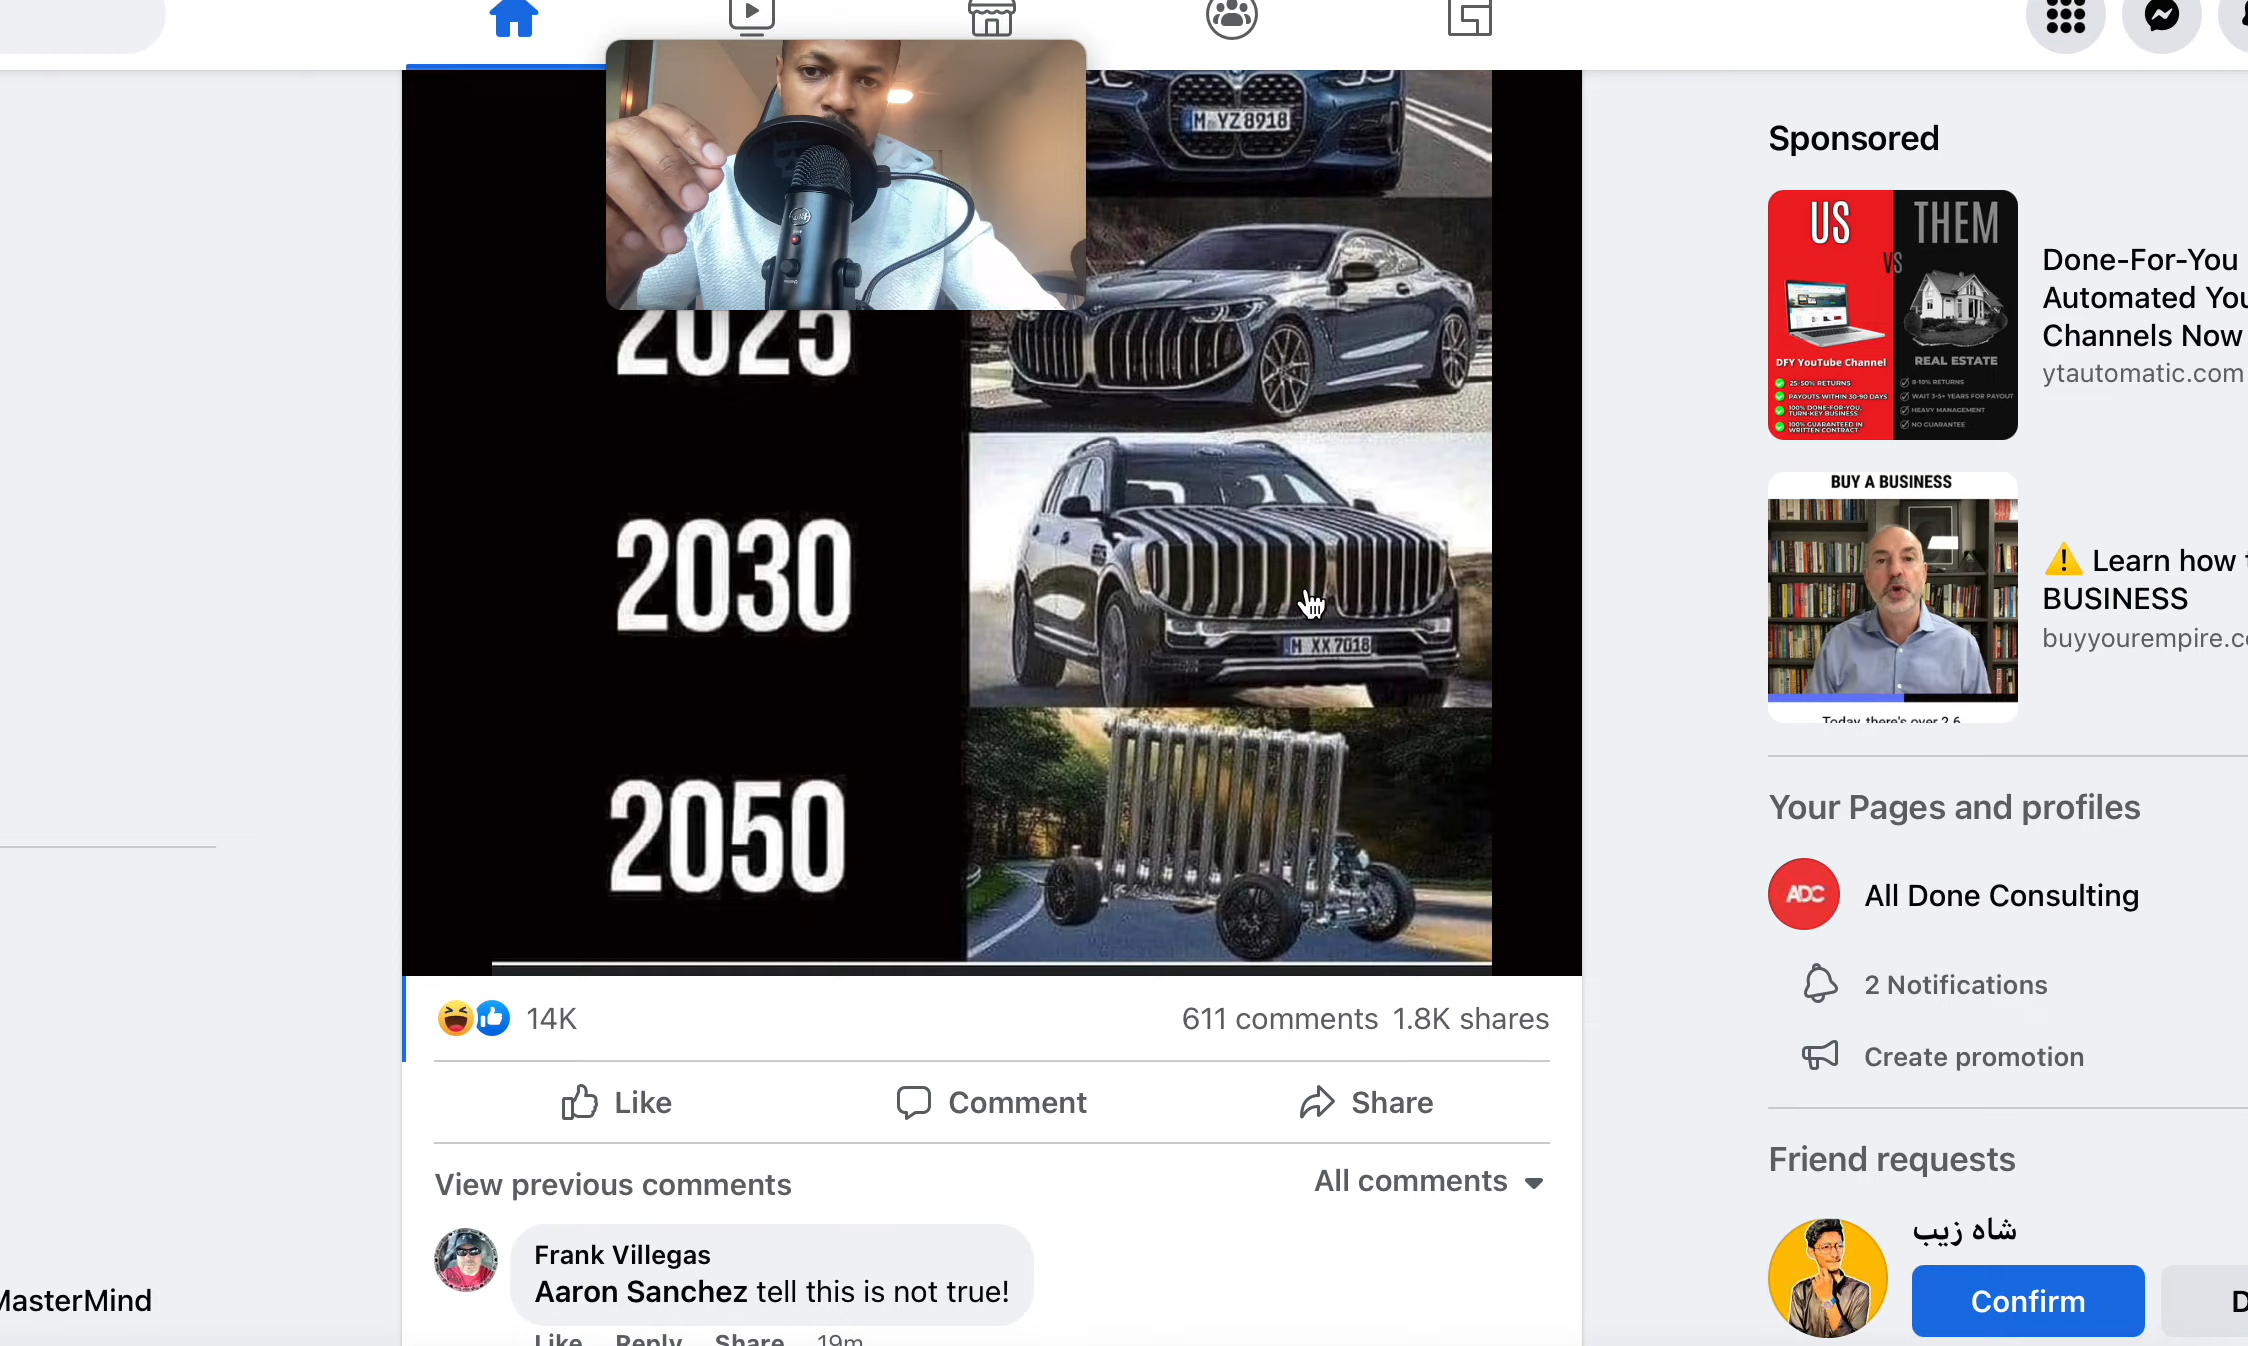 M YZ 8918
2025
2030
M XX 7018
2050
14K
611 comments 1.8K shares
Like
Comment
Share
View previous comments
All comments
Frank Villegas
Aaron Sanchez tell this is not true!
Like Reply Share 19m
MasterMind
Sponsored
US
VS
THEM
DFY YouTube Channel
25-50% RETURNS
PAYOUTS WITHIN 30-90 DAYS
100% DONE-FOR-YOU,
TURN-KEY BUSINESS
100% GUARANTEED IN
WRITTEN CONTRACT
REAL ESTATE
8-10% RETURNS
WAIT 3-5+ YEARS FOR PAYOUT
HEAVY MANAGEMENT
NO GUARANTEE
Done-For-You
Automated You
Channels Now
ytautomatic.com
BUY A BUSINESS
Today, there's over 2.6
⚠️ Learn how t
BUSINESS
buyyourempire.co
Your Pages and profiles
ADC
All Done Consulting
2 Notifications
Create promotion
Friend requests
شاه زیب
Confirm
D